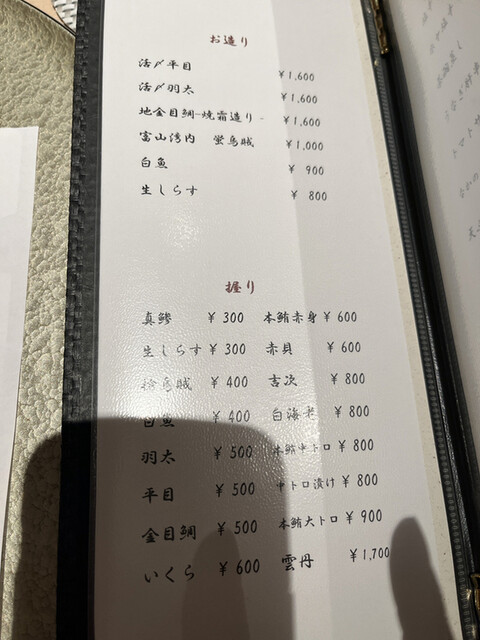 お造り
活〆平目 ¥1,600
活〆羽太 ¥1,600
地金目鯛–焼霜造り– ¥1,600
富山湾内 蛍烏賊 ¥1,000
白魚 ¥ 900
生しらす ¥ 800
握り
真鯵 ¥300 本鮪赤身 ¥600
生しらす ¥300 赤貝 ¥600
烏賊 ¥400 吉次 ¥800
白魚 ¥400 白海老 ¥800
羽太 ¥500 本鮪中トロ ¥800
平目 ¥500 中トロ漬け ¥800
金目鯛 ¥500 本鮪大トロ ¥900
いくら ¥600 雲丹 ¥1,700